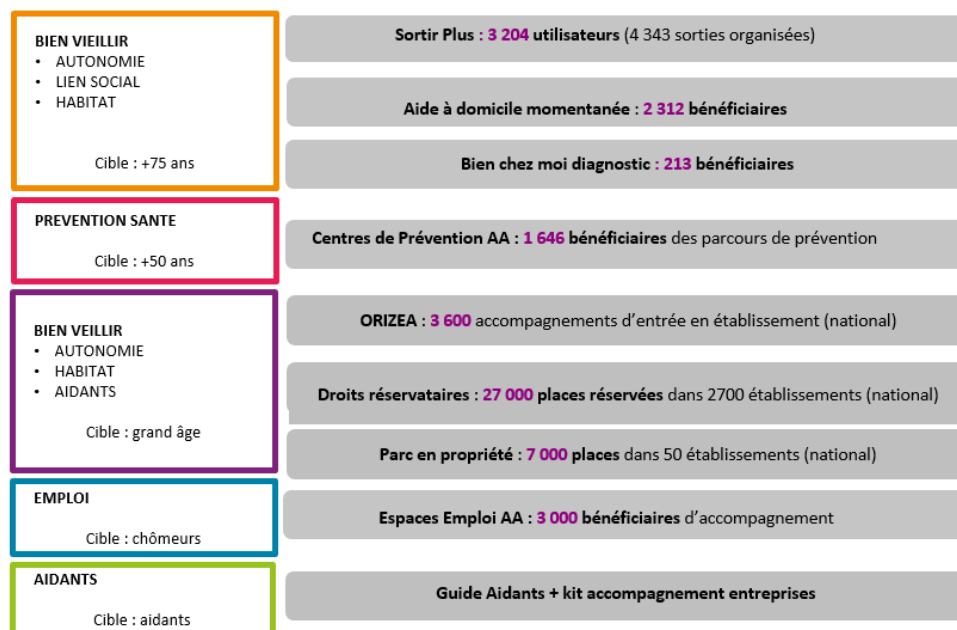 BIEN VIEILLIR
• AUTONOMIE
• LIEN SOCIAL
• HABITAT
Cible : +75 ans
Sortir Plus : 3 204 utilisateurs (4 343 sorties organisées)
Aide à domicile momentanée : 2 312 bénéficiaires
Bien chez moi diagnostic : 213 bénéficiaires
PREVENTION SANTE
Cible : +50 ans
Centres de Prévention AA : 1 646 bénéficiaires des parcours de prévention
BIEN VEILLIR
• AUTONOMIE
• HABITAT
• AIDANTS
Cible : grand âge
ORIZEA : 3 600 accompagnements d’entrée en établissement (national)
Droits réservataires : 27 000 places réservées dans 2700 établissements (national)
Parc en propriété : 7 000 places dans 50 établissements (national)
EMPLOI
Cible : chômeurs
Espaces Emploi AA : 3 000 bénéficiaires d’accompagnement
AIDANTS
Cible : aidants
Guide Aidants + kit accompagnement entreprises